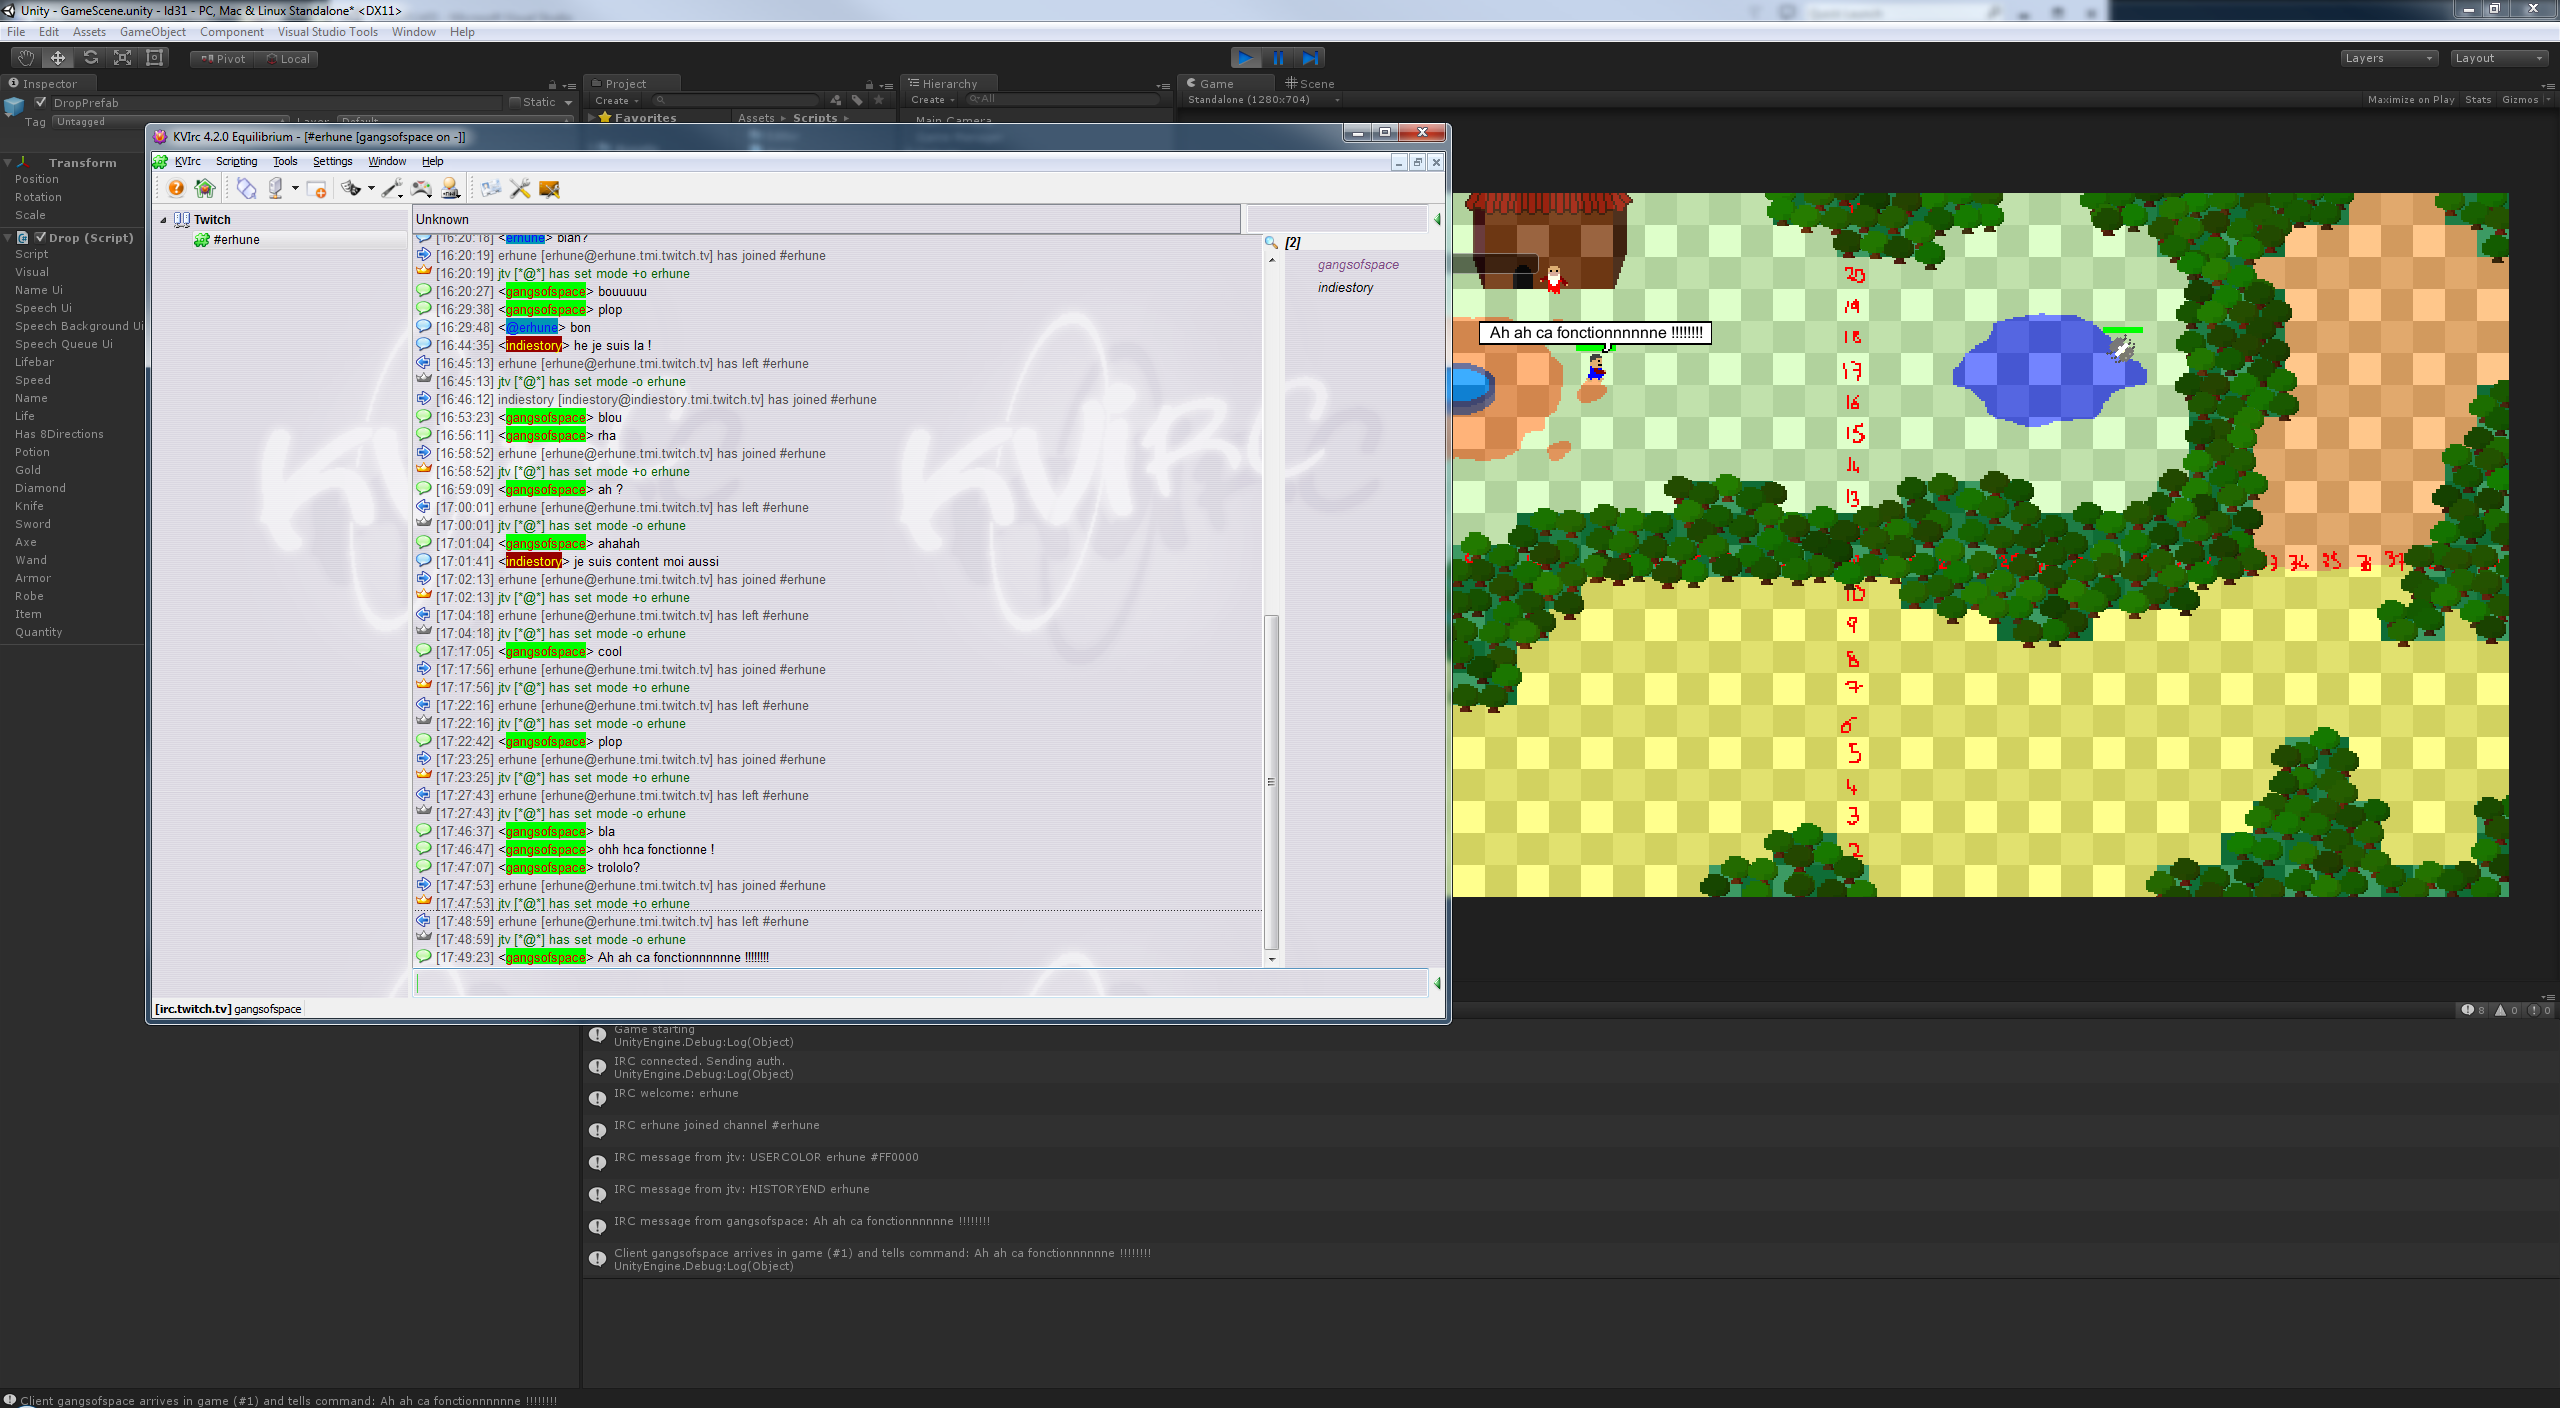 Unity - GameScene.unity - ld31 - PC, Mac & Linux Standalone* <DX11>
File Edit Assets GameObject Component Visual Studio Tools Window Help
Pivot Local
Layers Layout
Inspector
Project
Hierarchy
Game Scene
DropPrefab Static
Create
Create All
Standalone (1280x704)
Maximize on Play Stats Gizmos
Tag Untagged Layer Default
Favorites
Assets Scripts
Main Camera
KVIrc 4.2.0 Equilibrium - [#erhune [gangsofspace on -]]
KVIrc Scripting Tools Settings Window Help
Transform
Position
Rotation
Scale
Drop (Script)
Script
Visual
Name Ui
Speech Ui
Speech Background Ui
Speech Queue Ui
Lifebar
Speed
Name
Life
Has 8Directions
Potion
Gold
Diamond
Knife
Sword
Axe
Wand
Armor
Robe
Item
Quantity
Twitch
#erhune
Unknown
[16:20:18] <erhune> blah?
[16:20:19] erhune [erhune@erhune.tmi.twitch.tv] has joined #erhune
[16:20:19] jtv [*@*] has set mode +o erhune
[16:20:27] <gangsofspace> bouuuuu
[16:29:38] <gangsofspace> plop
[16:29:48] <@erhune> bon
[16:44:35] <indiestory> he je suis la !
[16:45:13] erhune [erhune@erhune.tmi.twitch.tv] has left #erhune
[16:45:13] jtv [*@*] has set mode -o erhune
[16:46:12] indiestory [indiestory@indiestory.tmi.twitch.tv] has joined #erhune
[16:53:23] <gangsofspace> blou
[16:56:11] <gangsofspace> rha
[16:58:52] erhune [erhune@erhune.tmi.twitch.tv] has joined #erhune
[16:58:52] jtv [*@*] has set mode +o erhune
[16:59:09] <gangsofspace> ah ?
[17:00:01] erhune [erhune@erhune.tmi.twitch.tv] has left #erhune
[17:00:01] jtv [*@*] has set mode -o erhune
[17:01:04] <gangsofspace> ahahah
[17:01:41] <indiestory> je suis content moi aussi
[17:02:13] erhune [erhune@erhune.tmi.twitch.tv] has joined #erhune
[17:02:13] jtv [*@*] has set mode +o erhune
[17:04:18] erhune [erhune@erhune.tmi.twitch.tv] has left #erhune
[17:04:18] jtv [*@*] has set mode -o erhune
[17:17:05] <gangsofspace> cool
[17:17:56] erhune [erhune@erhune.tmi.twitch.tv] has joined #erhune
[17:17:56] jtv [*@*] has set mode +o erhune
[17:22:16] erhune [erhune@erhune.tmi.twitch.tv] has left #erhune
[17:22:16] jtv [*@*] has set mode -o erhune
[17:22:42] <gangsofspace> plop
[17:23:25] erhune [erhune@erhune.tmi.twitch.tv] has joined #erhune
[17:23:25] jtv [*@*] has set mode +o erhune
[17:27:43] erhune [erhune@erhune.tmi.twitch.tv] has left #erhune
[17:27:43] jtv [*@*] has set mode -o erhune
[17:46:37] <gangsofspace> bla
[17:46:47] <gangsofspace> ohh hca fonctionne !
[17:47:07] <gangsofspace> trololo?
[17:47:53] erhune [erhune@erhune.tmi.twitch.tv] has joined #erhune
[17:47:53] jtv [*@*] has set mode +o erhune
[17:48:59] erhune [erhune@erhune.tmi.twitch.tv] has left #erhune
[17:48:59] jtv [*@*] has set mode -o erhune
[17:49:23] <gangsofspace> Ah ah ca fonctionnnnnne !!!!!!!!
[2]
gangsofspace
indiestory
[irc.twitch.tv] gangsofspace
Ah ah ca fonctionnnnnne !!!!!!!!
20
19
18
17
16
15
14
13
34 35 36 37
10
9
8
7
6
5
4
3
2
8 0 0
Game starting
UnityEngine.Debug:Log(Object)
IRC connected. Sending auth.
UnityEngine.Debug:Log(Object)
IRC welcome: erhune
IRC erhune joined channel #erhune
IRC message from jtv: USERCOLOR erhune #FF0000
IRC message from jtv: HISTORYEND erhune
IRC message from gangsofspace: Ah ah ca fonctionnnnnne !!!!!!!!
Client gangsofspace arrives in game (#1) and tells command: Ah ah ca fonctionnnnnne !!!!!!!!
UnityEngine.Debug:Log(Object)
Client gangsofspace arrives in game (#1) and tells command: Ah ah ca fonctionnnnnne !!!!!!!!